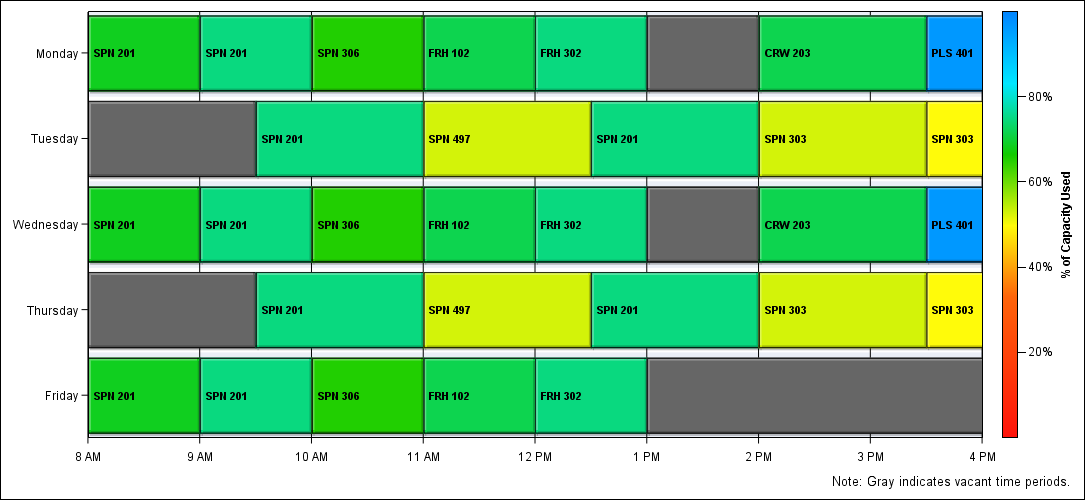 Monday SPN 201 SPN 201 SPN 306 FRH 102 FRH 302 CRW 203 PLS 401
Tuesday SPN 201 SPN 497 SPN 201 SPN 303 SPN 303
Wednesday SPN 201 SPN 201 SPN 306 FRH 102 FRH 302 CRW 203 PLS 401
Thursday SPN 201 SPN 497 SPN 201 SPN 303 SPN 303
Friday SPN 201 SPN 201 SPN 306 FRH 102 FRH 302
8 AM 9 AM 10 AM 11 AM 12 PM 1 PM 2 PM 3 PM 4 PM
80%
60%
40%
20%
% of Capacity Used
Note: Gray indicates vacant time periods.